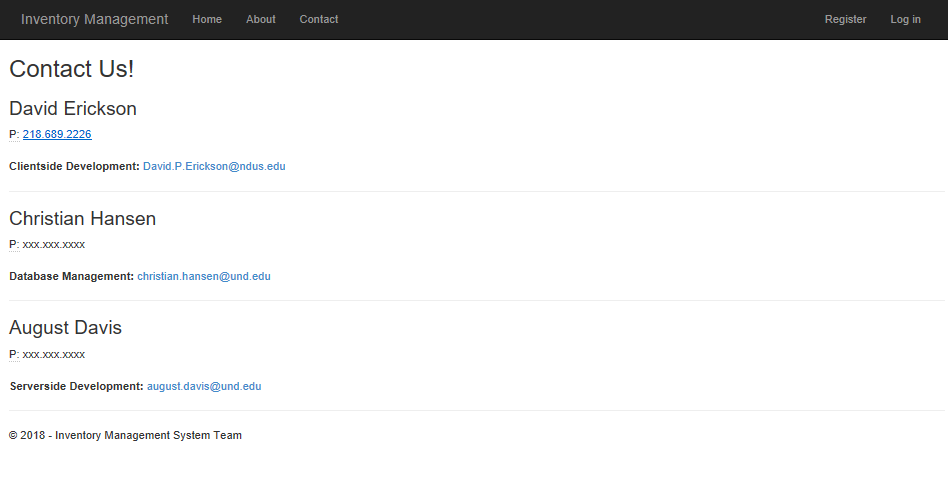 Inventory Management Home About Contact Register Log in
Contact Us!
David Erickson
P: 218.689.2226
Clientside Development: David.P.Erickson@ndus.edu
Christian Hansen
P: xxx.xxx.xxxx
Database Management: christian.hansen@und.edu
August Davis
P: xxx.xxx.xxxx
Serverside Development: august.davis@und.edu
© 2018 - Inventory Management System Team